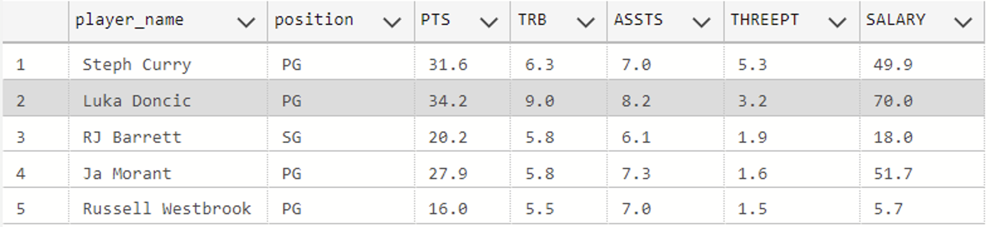 player_name position PTS TRB ASSTS THREEPT SALARY
1 Steph Curry PG 31.6 6.3 7.0 5.3 49.9
2 Luka Doncic PG 34.2 9.0 8.2 3.2 70.0
3 RJ Barrett SG 20.2 5.8 6.1 1.9 18.0
4 Ja Morant PG 27.9 5.8 7.3 1.6 51.7
5 Russell Westbrook PG 16.0 5.5 7.0 1.5 5.7